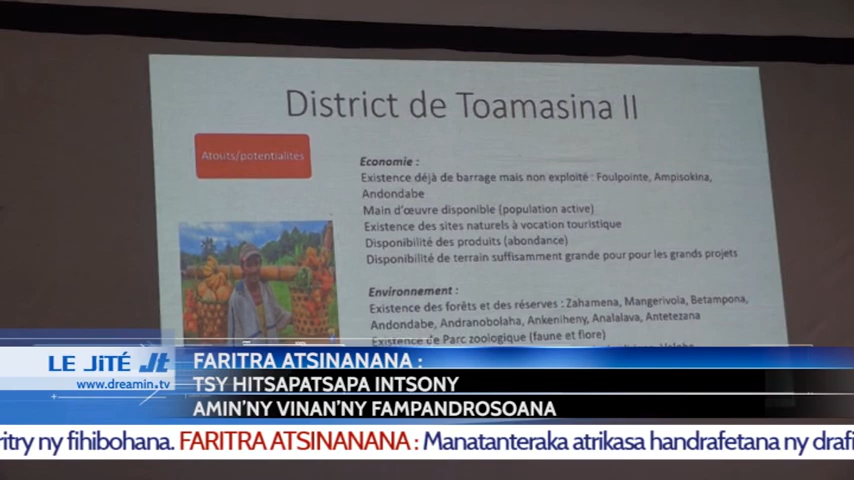 District de Toamasina II
Atouts/potentialités
Economie :
Existence déjà de barrage mais non exploité : Foulpointe, Ampisokina,
Andondabe
Main d'œuvre disponible (population active)
Existence des sites naturels à vocation touristique
Disponibilité des produits (abondance)
Disponibilité de terrain suffisamment grande pour pour les grands projets
Environnement :
Existence des forêts et des réserves : Zahamena, Mangerivola, Betampona,
Andondabe, Andranobolaha, Ankeniheny, Analalava, Antetezana
Existence de Parc zoologique (faune et flore)
LE JiTÉ Jt
www.dreamin.tv
FARITRA ATSINANANA :
TSY HITSAPATSAPA INTSONY
AMIN'NY VINAN'NY FAMPANDROSOANA
ritry ny fihibohana. FARITRA ATSINANANA : Manatanteraka atrikasa handrafetana ny drafi